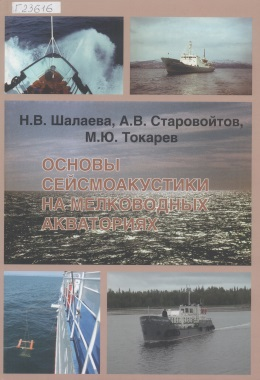 Г23616
Н.В. Шалаева, А.В. Старовойтов,
М.Ю. Токарев
ОСНОВЫ
СЕЙСМОАКУСТИКИ
НА МЕЛКОВОДНЫХ
АКВАТОРИЯХ